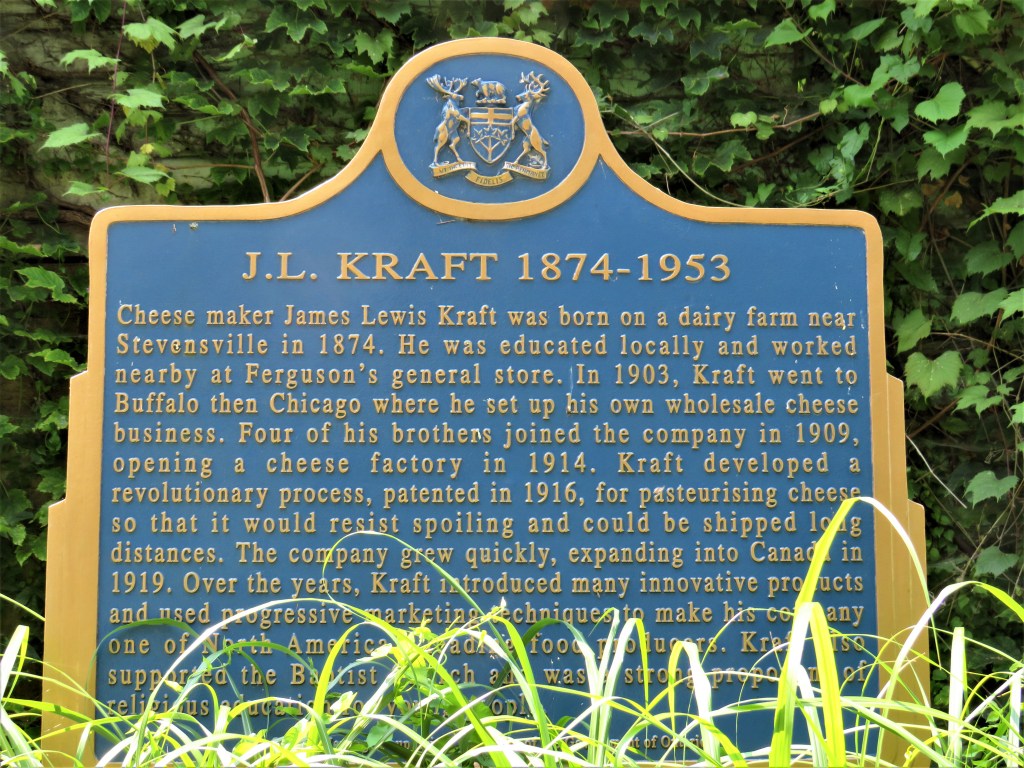 FIDELIS
J.L. KRAFT 1874-1953
Cheese maker James Lewis Kraft was born on a dairy farm near
Stevensville in 1874. He was educated locally and worked
nearby at Ferguson's general store. In 1903, Kraft went to
Buffalo then Chicago where he set up his own wholesale cheese
business. Four of his brothers joined the company in 1909,
opening a cheese factory in 1914. Kraft developed a
revolutionary process, patented in 1916, for pasteurising cheese
so that it would resist spoiling and could be shipped long
distances. The company grew quickly, expanding into Canada in
1919. Over the years, Kraft introduced many innovative products
and used progressive marketing techniques to make his company
one of North America's leading food producers. Kraft also
supported the Baptist Church and was a strong proponent of
religious education for young people.
of Ontario